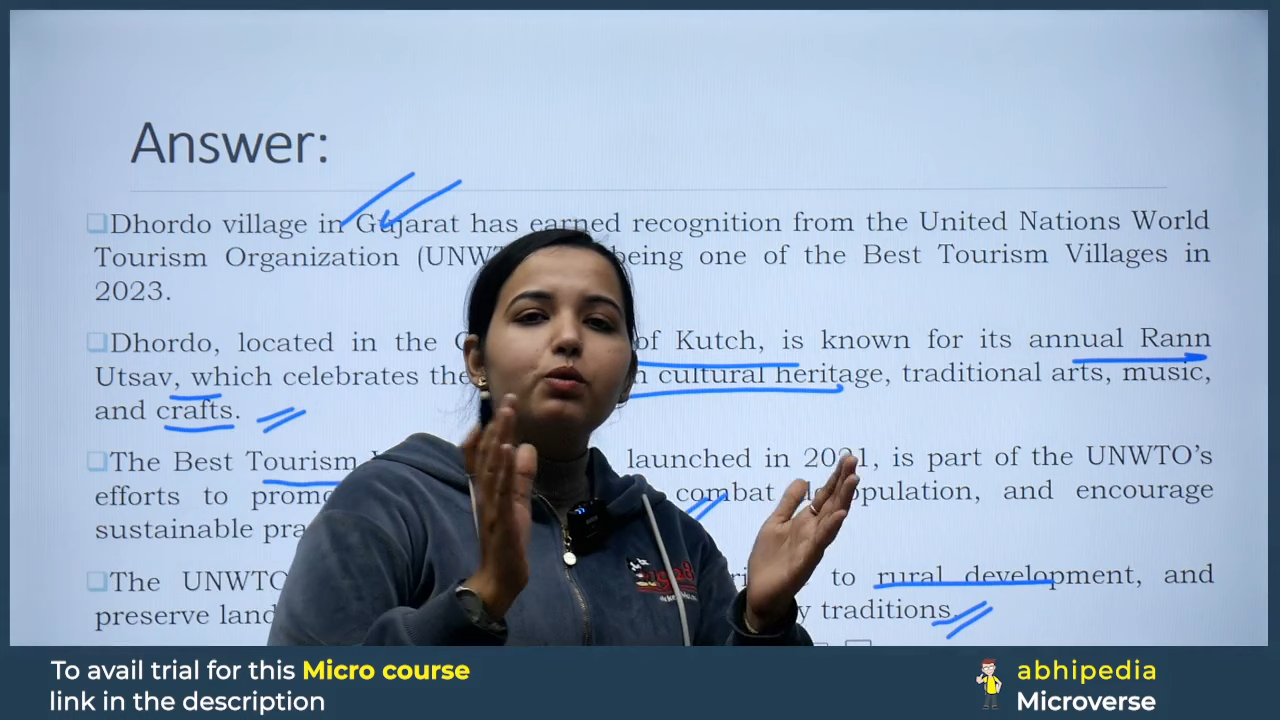 Answer:
Dhordo village in Gujarat has earned recognition from the United Nations World
Tourism Organization (UNWT being one of the Best Tourism Villages in
2023.
Dhordo, located in the of Kutch, is known for its annual Rann
Utsav, which celebrates the cultural heritage, traditional arts, music,
and crafts.
The Best Tourism launched in 2021, is part of the UNWTO's
efforts to promo combat depopulation, and encourage
sustainable pra
The UNWTO to rural development, and
preserve land traditions.
To avail trial for this Micro course
link in the description
abhipedia
Microverse